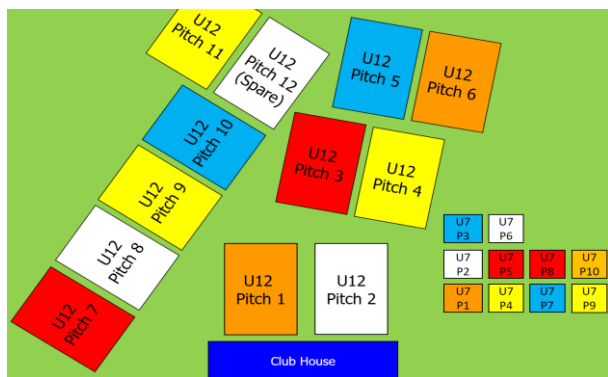 U12
Pitch 11
U12
Pitch 12
(Spare)
U12
Pitch 5
U12
Pitch 6
U12
Pitch 10
U12
Pitch 3
U12
Pitch 4
U12
Pitch 9
U12
Pitch 8
U12
Pitch 7
U12
Pitch 1
U12
Pitch 2
U7
P3
U7
P6
U7
P2
U7
P5
U7
P8
U7
P10
U7
P1
U7
P4
U7
P7
U7
P9
Club House